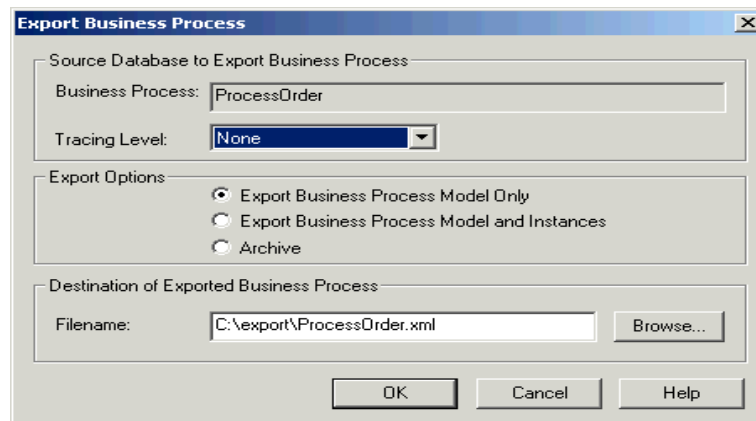 Export Business Process
Source Database to Export Business Process
Business Process: ProcessOrder
Tracing Level: None
Export Options
Export Business Process Model Only
Export Business Process Model and Instances
Archive
Destination of Exported Business Process
Filename: C:\export\ProcessOrder.xml Browse...
OK Cancel Help